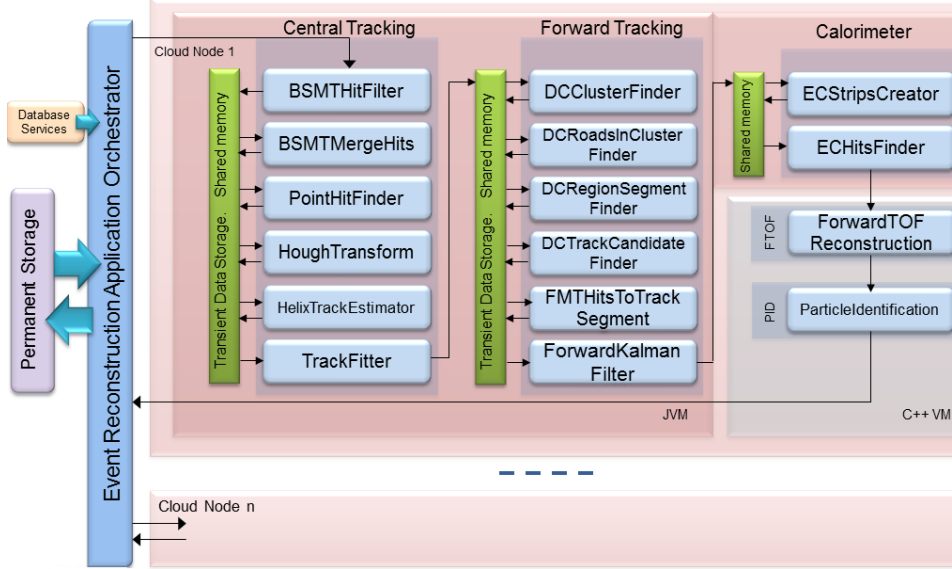 Central Tracking
Forward Tracking
Calorimeter
Cloud Node 1
Database
Services
Permanent Storage
Event Reconstruction Application Orchestrator
Transient Data Storage. Shared memory
BSMTHitFilter
BSMTMergeHits
PointHitFinder
HoughTransform
HelixTrackEstimator
TrackFitter
Transient Data Storage. Shared memory
DCClusterFinder
DCRoadsInCluster
Finder
DCRegionSegment
Finder
DCTrackCandidate
Finder
FMTHitsToTrack
Segment
ForwardKalman
Filter
JVM
Shared memory
ECStripsCreator
ECHitsFinder
FTOF
ForwardTOF
Reconstruction
PID
ParticleIdentification
C++ VM
Cloud Node n